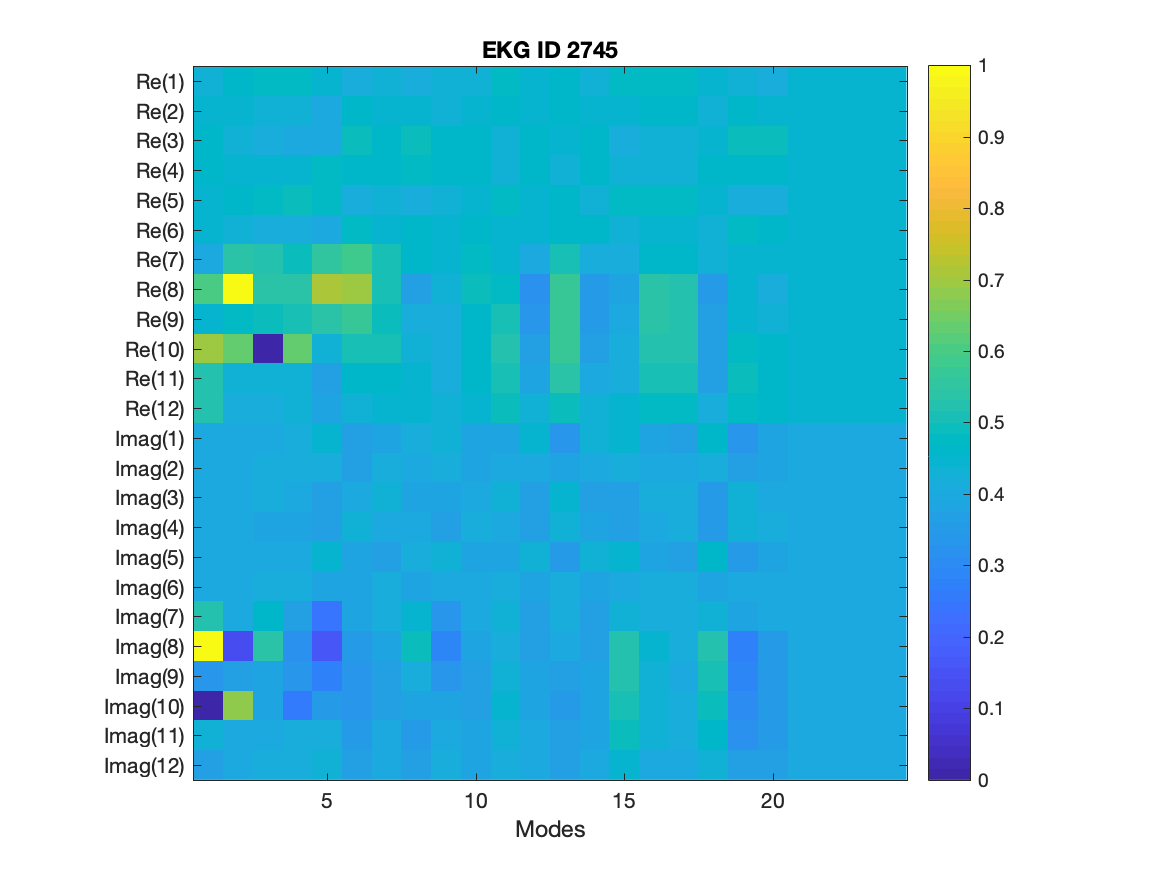 EKG ID 2745
Re(1)
Re(2)
Re(3)
Re(4)
Re(5)
Re(6)
Re(7)
Re(8)
Re(9)
Re(10)
Re(11)
Re(12)
Imag(1)
Imag(2)
Imag(3)
Imag(4)
Imag(5)
Imag(6)
Imag(7)
Imag(8)
Imag(9)
Imag(10)
Imag(11)
Imag(12)
5 10 15 20
Modes
1
0.9
0.8
0.7
0.6
0.5
0.4
0.3
0.2
0.1
0